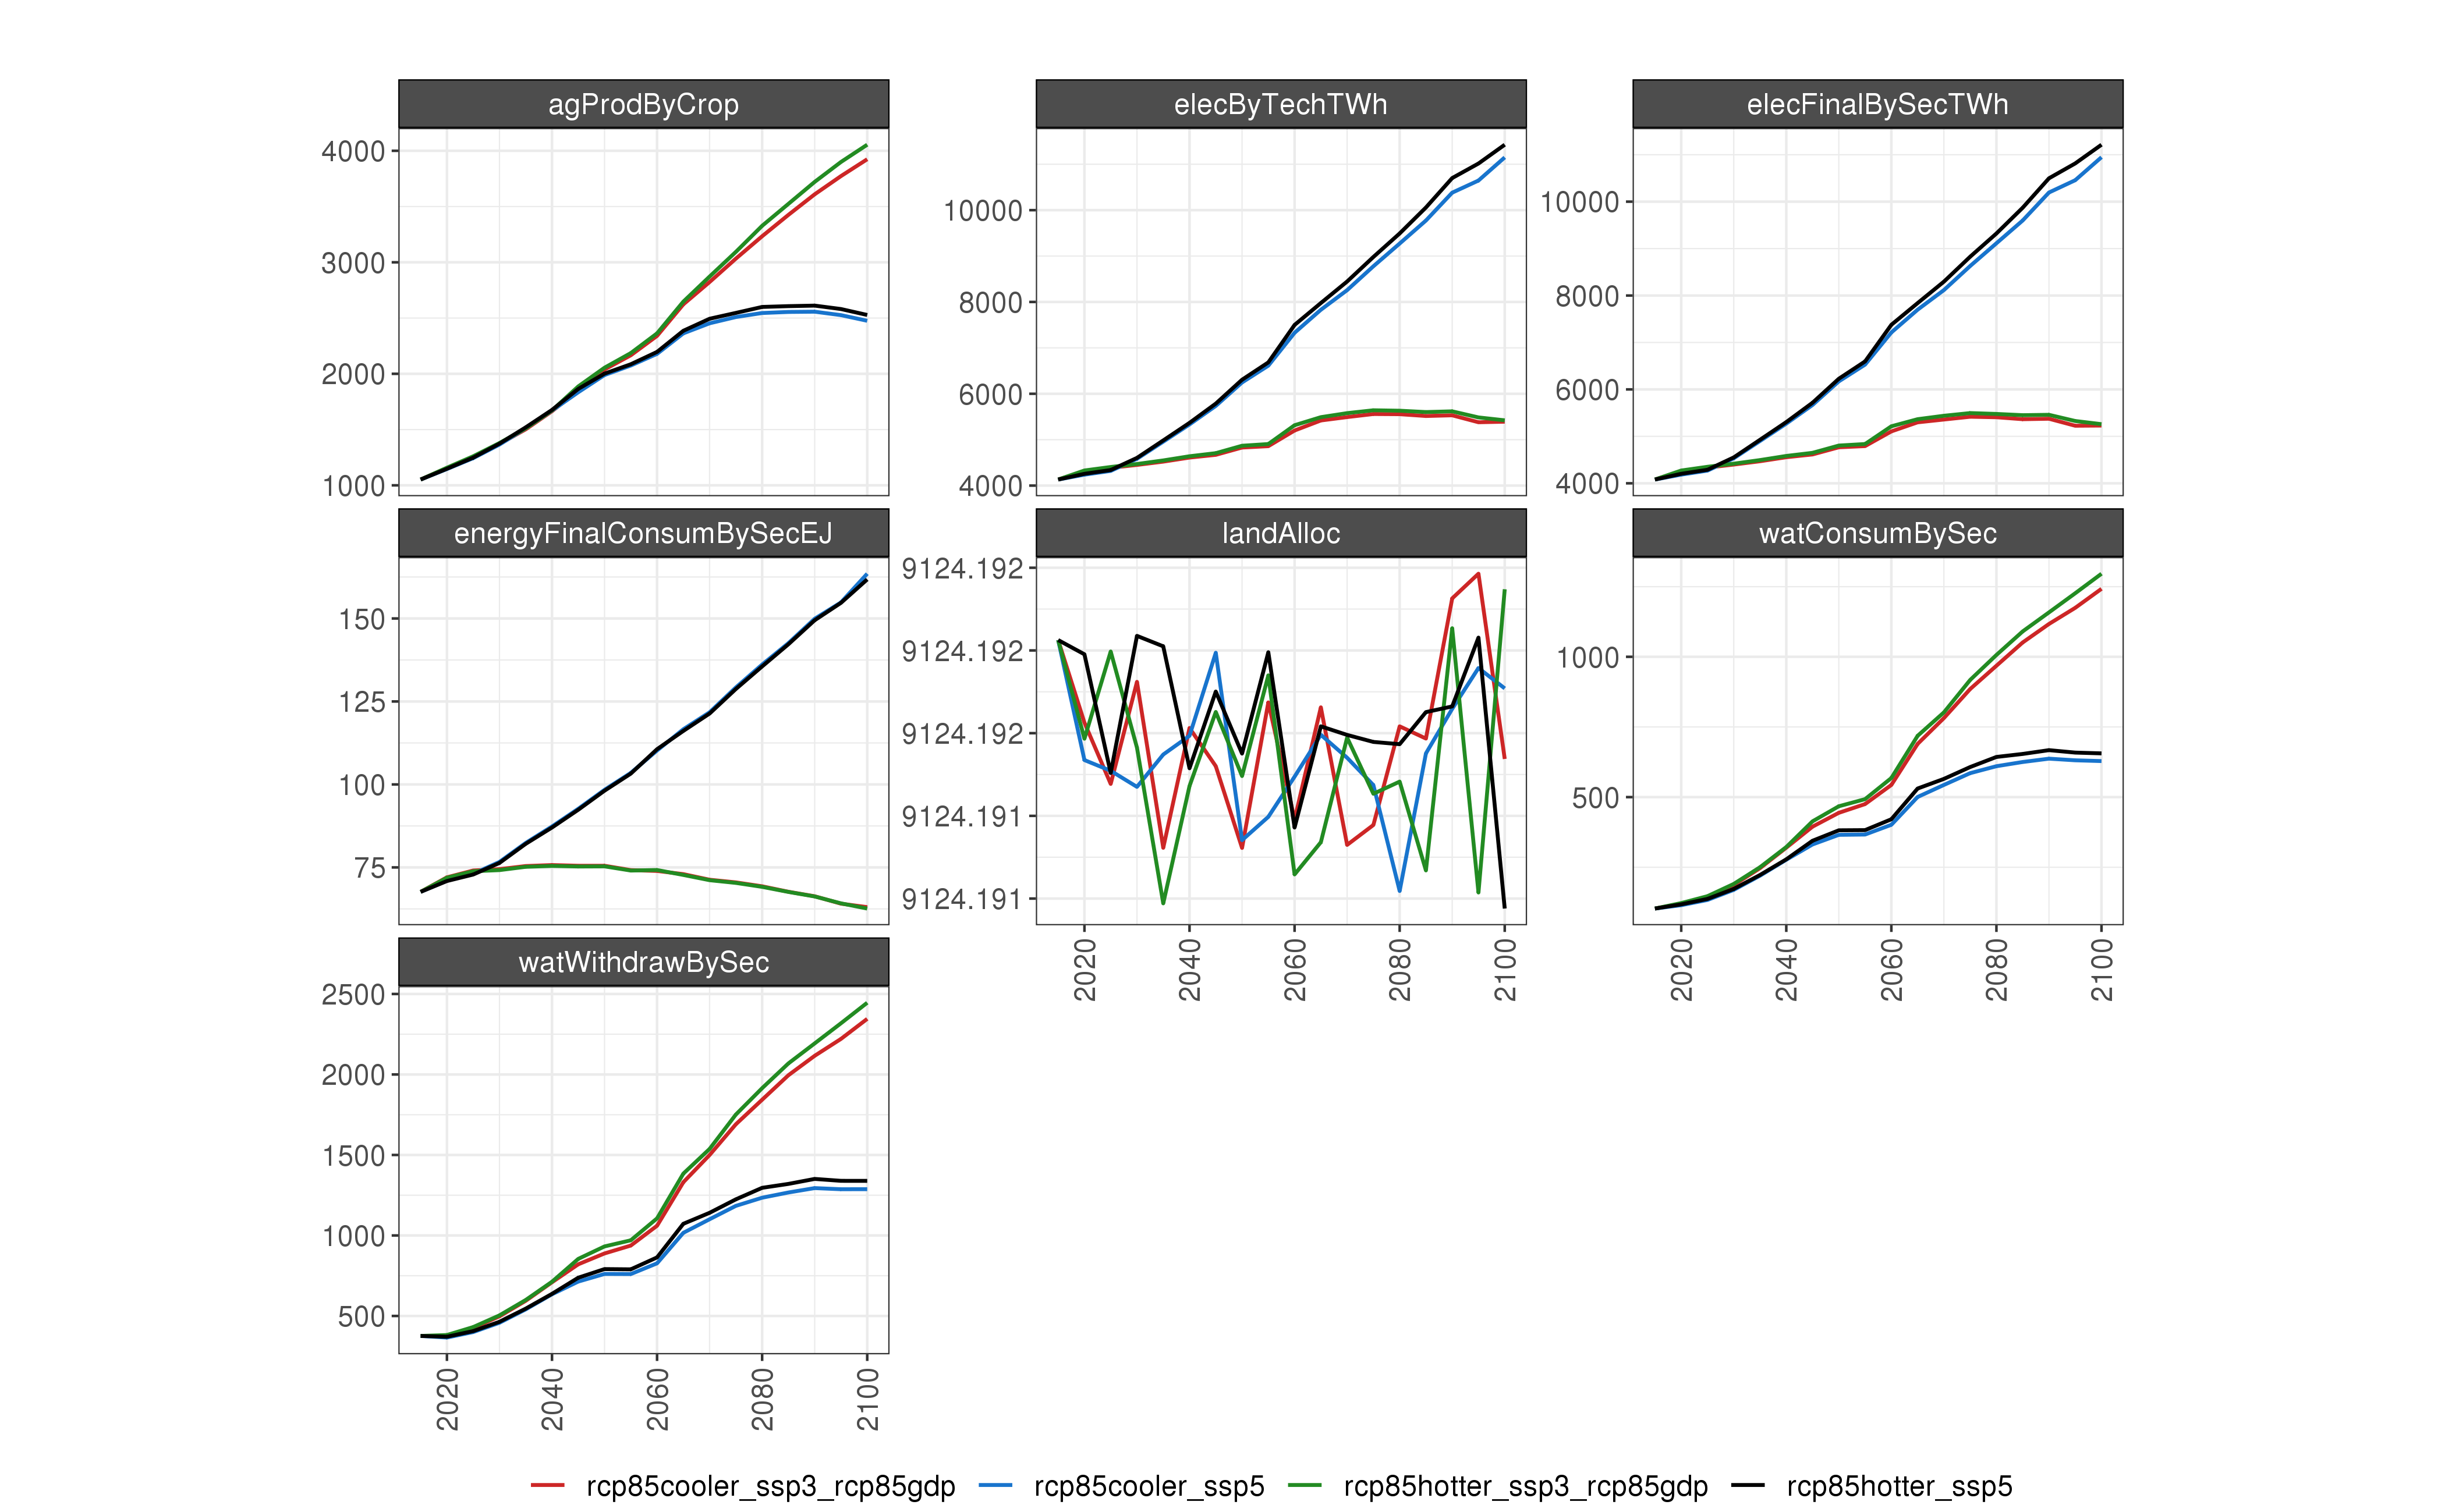 agProdByCrop
4000
3000
2000
1000
elecByTechTWh
10000
8000
6000
4000
elecFinalBySecTWh
10000
8000
6000
4000
energyFinalConsumBySecEJ
150
125
100
75
landAlloc
9124.192
9124.192
9124.192
9124.191
9124.191
2020 2040 2060 2080 2100
watConsumBySec
1000
500
2020 2040 2060 2080 2100
watWithdrawBySec
2500
2000
1500
1000
500
2020 2040 2060 2080 2100
rcp85cooler_ssp3_rcp85gdp rcp85cooler_ssp5 rcp85hotter_ssp3_rcp85gdp rcp85hotter_ssp5